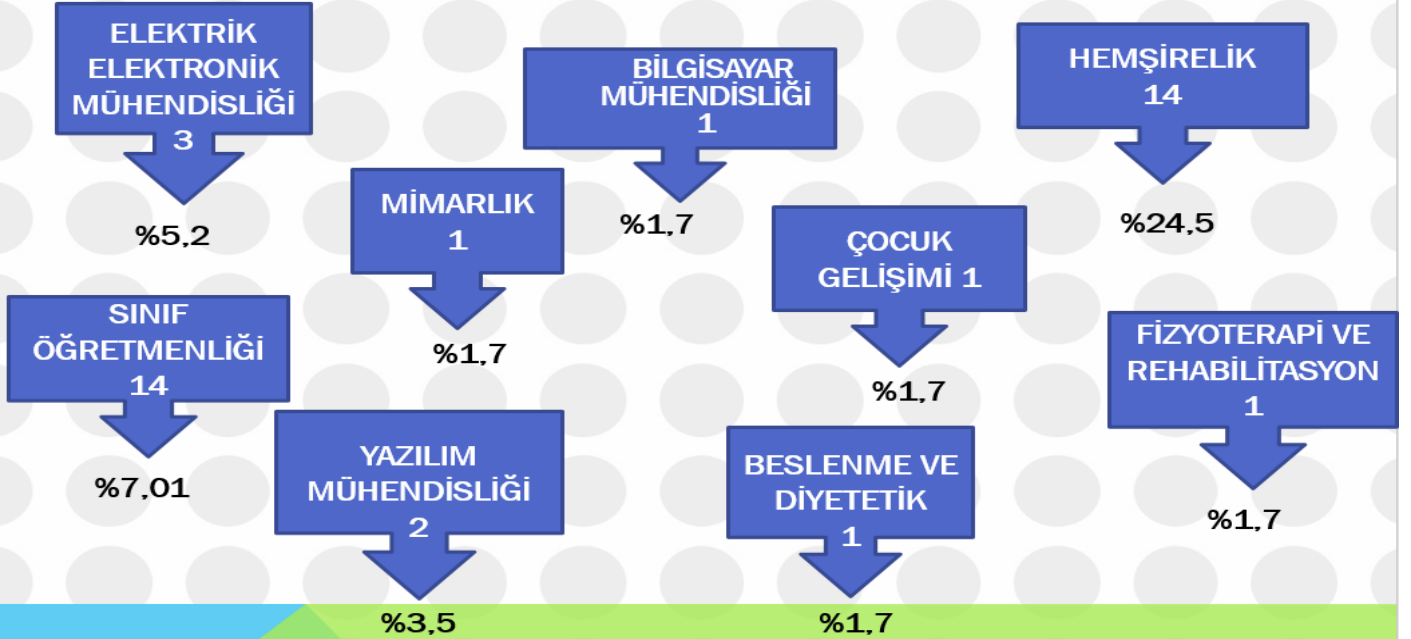 ELEKTRİK
ELEKTRONİK
MÜHENDİSLİĞİ
3
%5,2
BİLGİSAYAR
MÜHENDİSLİĞİ
1
%1,7
HEMŞİRELİK
14
%24,5
MİMARLIK
1
%1,7
ÇOCUK
GELİŞİMİ 1
%1,7
SINIF
ÖĞRETMENLİĞİ
14
%7,01
FİZYOTERAPİ VE
REHABİLİTASYON
1
%1,7
YAZILIM
MÜHENDİSLİĞİ
2
%3,5
BESLENME VE
DİYETETİK
1
%1,7